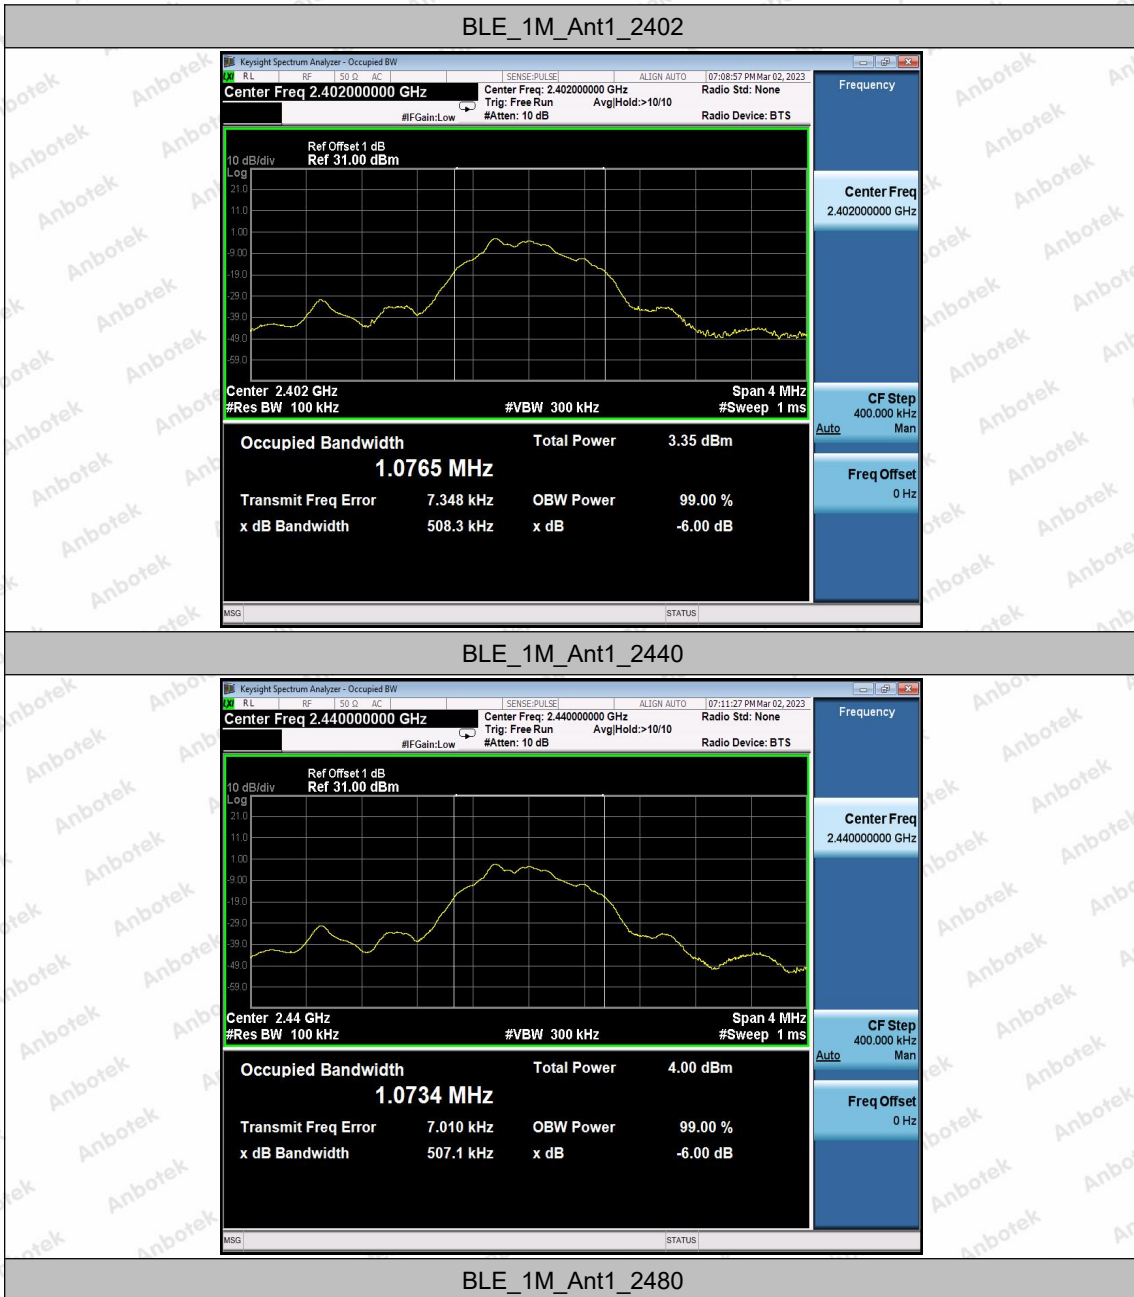 BLE_1M_Ant1_2402
Keysight Spectrum Analyzer - Occupied BW
LXI RL RF 50 Ω AC SENSE:PULSE ALIGN AUTO 07:08:57 PM Mar 02, 2023
Center Freq 2.402000000 GHz
Center Freq: 2.402000000 GHz Radio Std: None
Trig: Free Run Avg|Hold:>10/10
#IFGain:Low #Atten: 10 dB Radio Device: BTS
Frequency
Ref Offset 1 dB
10 dB/div Ref 31.00 dBm
Log
21.0
11.0
1.00
-9.00
-19.0
-29.0
-39.0
-49.0
-59.0
Center Freq
2.402000000 GHz
Center 2.402 GHz Span 4 MHz
#Res BW 100 kHz #VBW 300 kHz #Sweep 1 ms
CF Step
400.000 kHz
Auto Man
Occupied Bandwidth Total Power 3.35 dBm
1.0765 MHz
Transmit Freq Error 7.348 kHz OBW Power 99.00 %
x dB Bandwidth 508.3 kHz x dB -6.00 dB
Freq Offset
0 Hz
MSG STATUS
BLE_1M_Ant1_2440
Keysight Spectrum Analyzer - Occupied BW
LXI RL RF 50 Ω AC SENSE:PULSE ALIGN AUTO 07:11:27 PM Mar 02, 2023
Center Freq 2.440000000 GHz
Center Freq: 2.440000000 GHz Radio Std: None
Trig: Free Run Avg|Hold:>10/10
#IFGain:Low #Atten: 10 dB Radio Device: BTS
Frequency
Ref Offset 1 dB
10 dB/div Ref 31.00 dBm
Log
21.0
11.0
1.00
-9.00
-19.0
-29.0
-39.0
-49.0
-59.0
Center Freq
2.440000000 GHz
Center 2.44 GHz Span 4 MHz
#Res BW 100 kHz #VBW 300 kHz #Sweep 1 ms
CF Step
400.000 kHz
Auto Man
Occupied Bandwidth Total Power 4.00 dBm
1.0734 MHz
Transmit Freq Error 7.010 kHz OBW Power 99.00 %
x dB Bandwidth 507.1 kHz x dB -6.00 dB
Freq Offset
0 Hz
MSG STATUS
BLE_1M_Ant1_2480